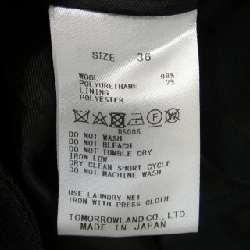 SIZE 36
WOOL 98%
POLYURETHANE 2%
LINING
POLYESTER
DO NOT WASH
DO NOT BLEACH
DO NOT TUMBLE DRY
IRON LOW
DRY CLEAN SHORT CYCLE
DO NOT MACHINE WASH
USE LAUNDRY NET
IRON WITH PRESS CLOTH
TOMORROWLAND CO., LTD.
MADE IN JAPAN